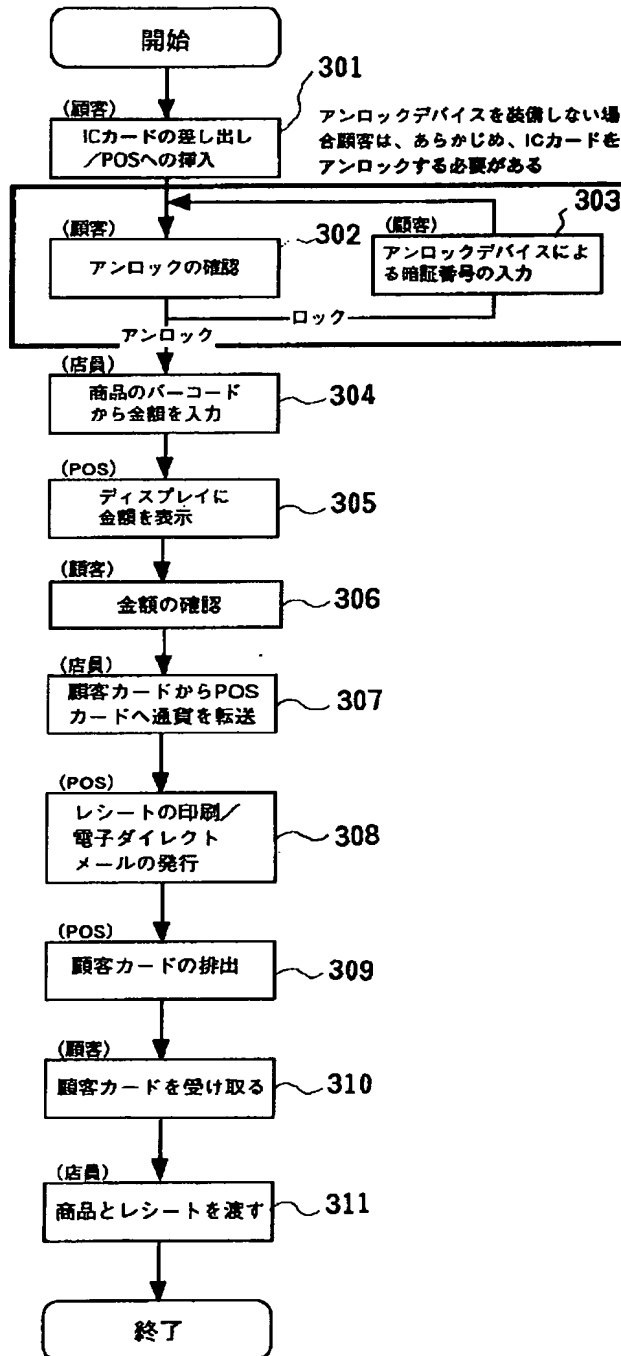 開始
301
(顧客)
ICカードの差し出し
/POSへの挿入
アンロックデバイスを装備しない場
合顧客は、あらかじめ、ICカードを
アンロックする必要がある
303
(顧客)
302
アンロックの確認
(顧客)
アンロックデバイスによ
る暗証番号の入力
ロック
アンロック
(店員)
商品のバーコード
から金額を入力
304
(POS)
ディスプレイに
金額を表示
305
(顧客)
金額の確認
306
(店員)
顧客カードからPOS
カードへ通貨を転送
307
(POS)
レシートの印刷/
電子ダイレクト
メールの発行
308
(POS)
顧客カードの排出
309
(顧客)
顧客カードを受け取る
310
(店員)
商品とレシートを渡す
311
終了